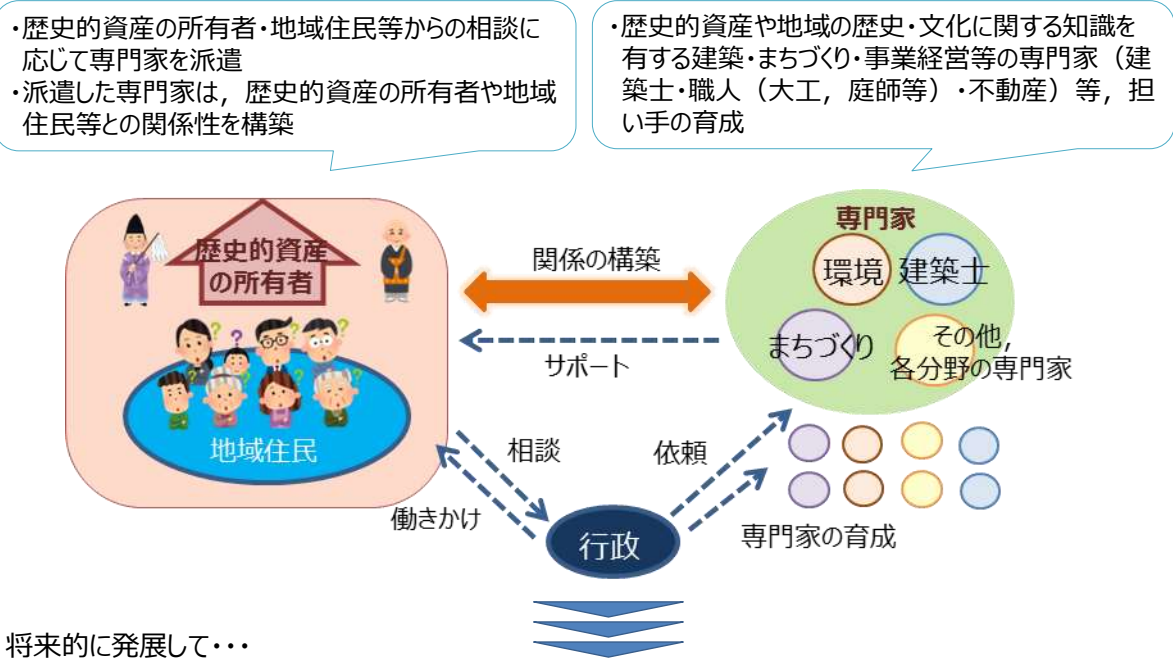 ・歴史的資産の所有者・地域住民等からの相談に
応じて専門家を派遣
・派遣した専門家は，歴史的資産の所有者や地域
住民等との関係性を構築
・歴史的資産や地域の歴史・文化に関する知識を
有する建築・まちづくり・事業経営等の専門家（建
築士・職人（大工，庭師等）・不動産）等，担
い手の育成
歴史的資産
の所有者
地域住民
関係の構築
サポート
専門家
環境
建築士
まちづくり
その他，
各分野の専門家
相談
働きかけ
依頼
専門家の育成
行政
将来的に発展して・・・